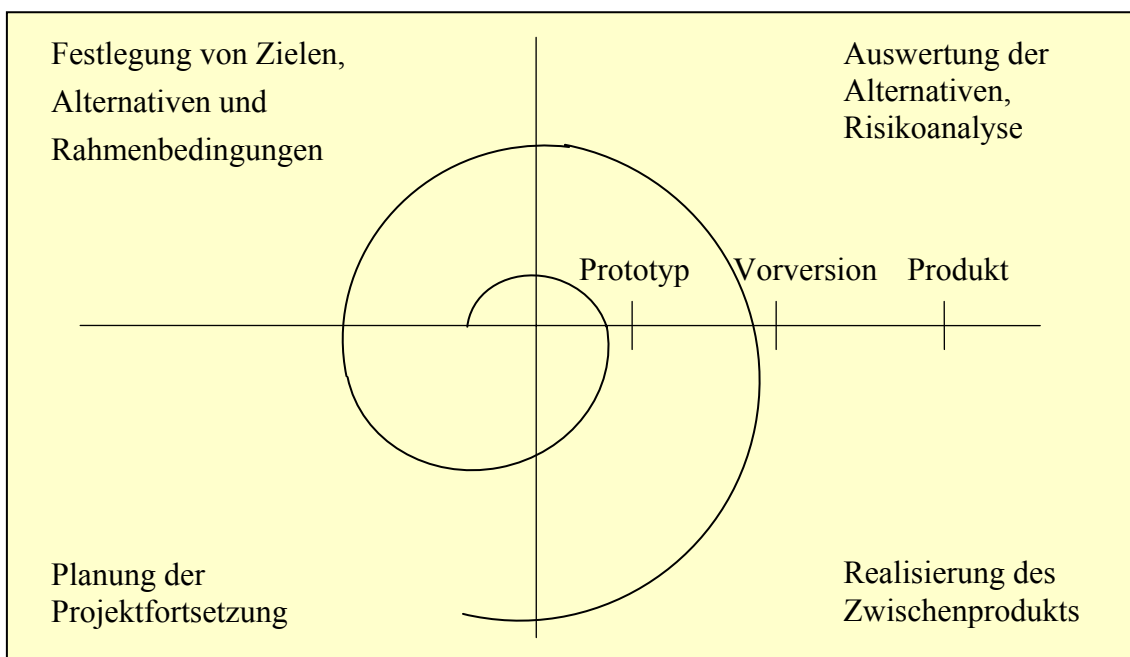 Festlegung von Zielen,
Alternativen und
Rahmenbedingungen
Auswertung der
Alternativen,
Risikoanalyse
Prototyp
Vorversion
Produkt
Planung der
Projektfortsetzung
Realisierung des
Zwischenprodukts